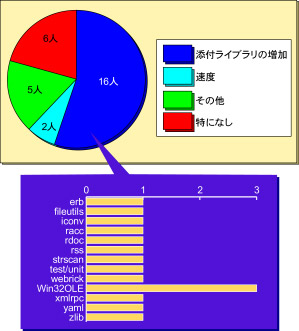 6人
16人
5人
2人
添付ライブラリの増加
速度
その他
特になし
0
1
2
3
erb
fileutils
iconv
racc
rdoc
rss
strscan
test/unit
webrick
Win32OLE
xmlrpc
yaml
zlib